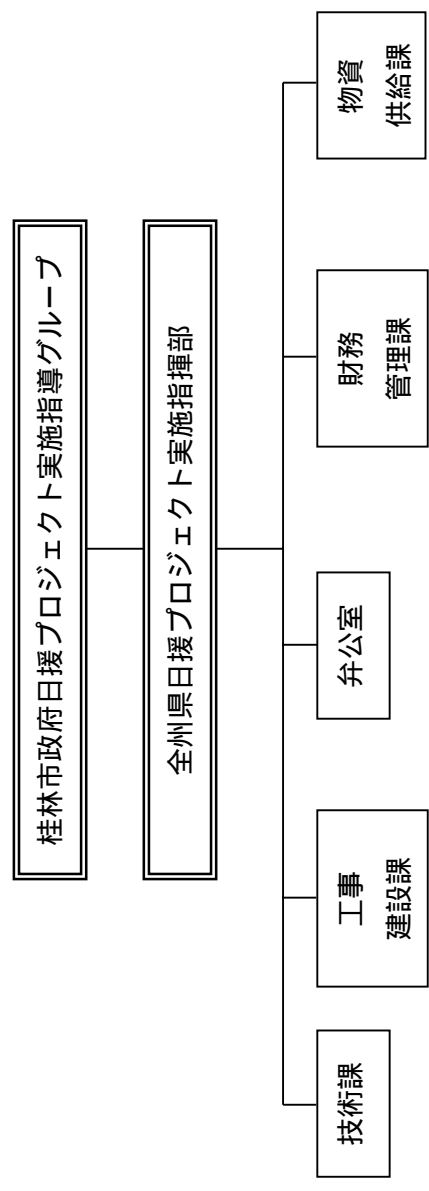 桂林市政府日援プロジェクト実施指導グループ
全州県日援プロジェクト実施指揮部
技術課
工事
建設課
弁公室
財務
管理課
物資
供給課